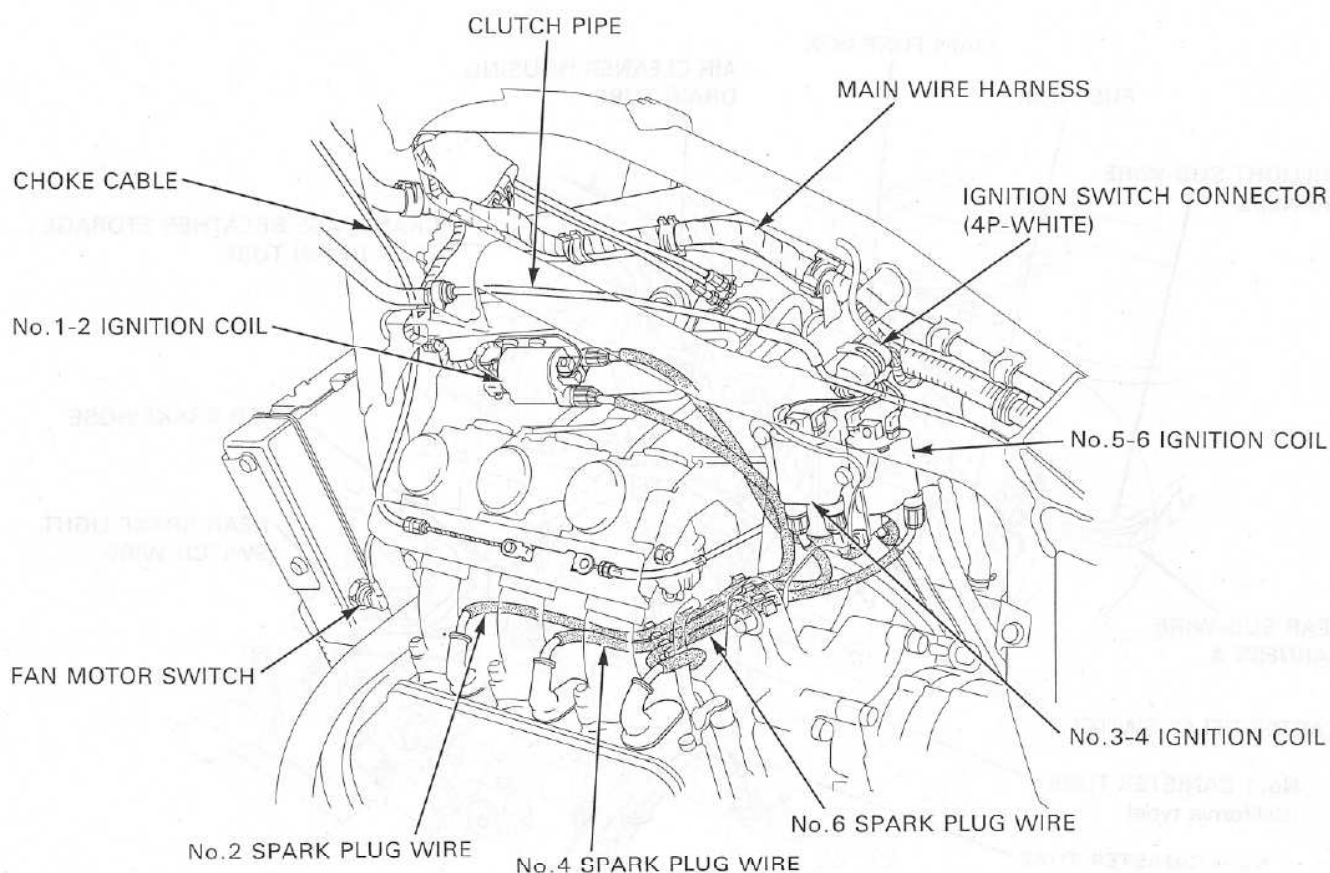 CLUTCH PIPE
MAIN WIRE HARNESS
CHOKE CABLE
IGNITION SWITCH CONNECTOR
(4P-WHITE)
No.1-2 IGNITION COIL
No.5-6 IGNITION COIL
FAN MOTOR SWITCH
No.3-4 IGNITION COIL
No.6 SPARK PLUG WIRE
No.2 SPARK PLUG WIRE
No.4 SPARK PLUG WIRE